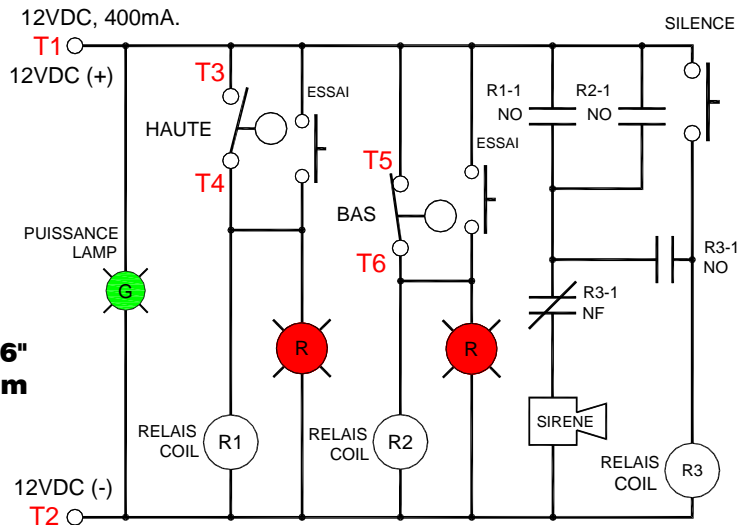 12VDC, 400mA.
T1
12VDC (+)
SILENCE
T3
ESSAI
HAUTE
T4
R1-1
NO
R2-1
NO
T5
ESSAI
BAS
T6
PUISSANCE
LAMP
G
R3-1
NO
R3-1
NF
6"
m
R
R
RELAIS
COIL
R1
RELAIS
COIL
R2
SIRENE
RELAIS
COIL
R3
12VDC (-)
T2